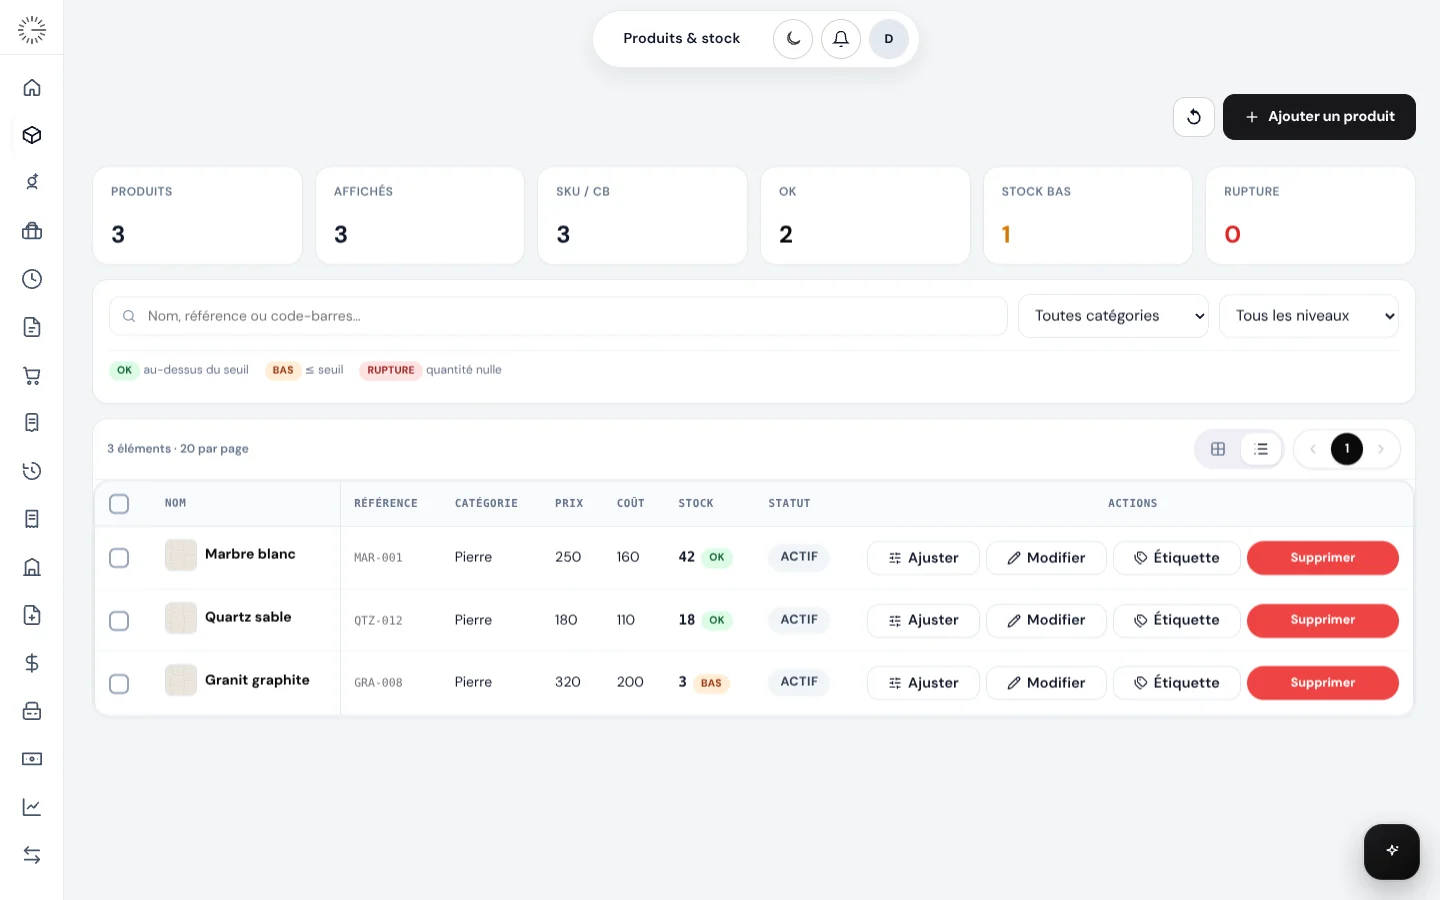 Produits & stock
D
Ajouter un produit
PRODUITS
3
AFFICHÉS
3
SKU / CB
3
OK
2
STOCK BAS
1
RUPTURE
0
Nom, référence ou code-barres…
Toutes catégories
Tous les niveaux
OK au-dessus du seuil BAS ≤ seuil RUPTURE quantité nulle
3 éléments · 20 par page
1
NOM RÉFÉRENCE CATÉGORIE PRIX COÛT STOCK STATUT ACTIONS
Marbre blanc MAR-001 Pierre 250 160 42 OK ACTIF Ajuster Modifier Étiquette Supprimer
Quartz sable QTZ-012 Pierre 180 110 18 OK ACTIF Ajuster Modifier Étiquette Supprimer
Granit graphite GRA-008 Pierre 320 200 3 BAS ACTIF Ajuster Modifier Étiquette Supprimer